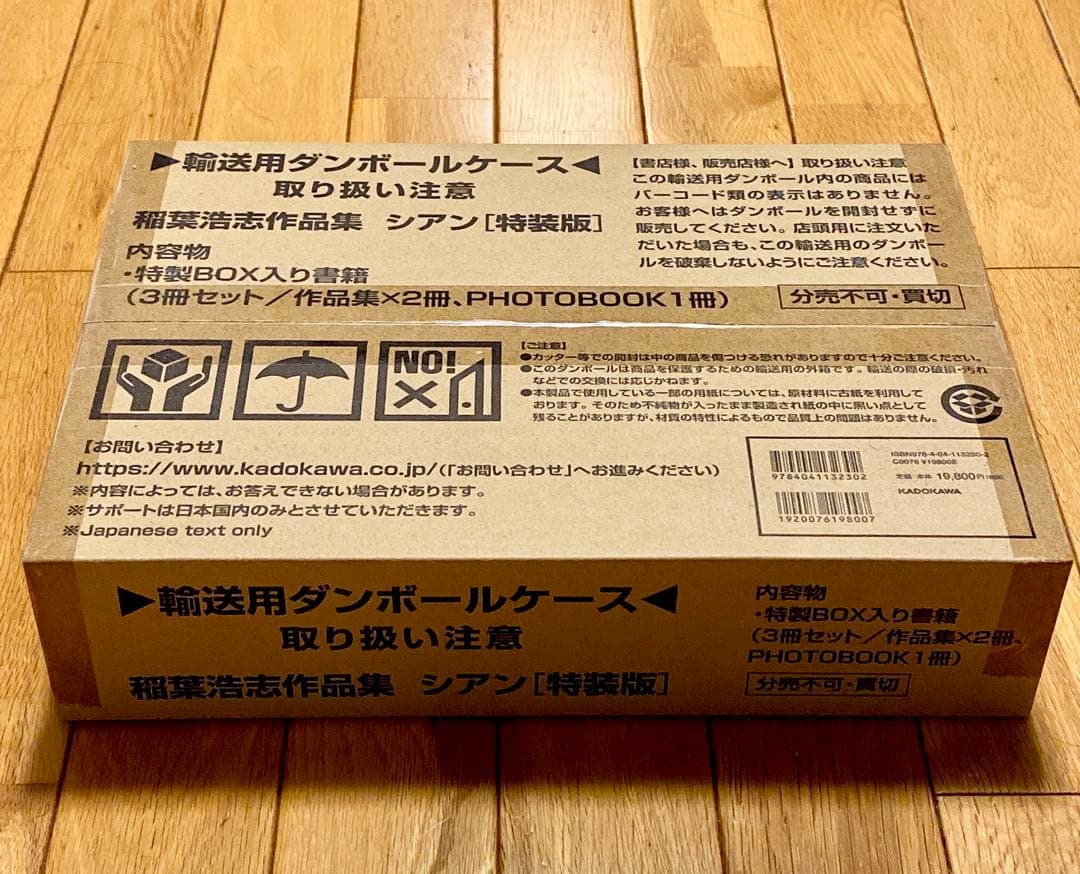 ▶輸送用ダンボールケース◀
取り扱い注意
稲葉浩志作品集 シアン[特装版]
内容物
・特製BOX入り書籍
(3冊セット/作品集×2冊、PHOTOBOOK1冊)
【書店様、販売店様へ】取り扱い注意
この輸送用ダンボール内の商品には
バーコード類の表示はありません。
お客様へはダンボールを開封せずに
販売してください。店頭用に注文いた
だいた場合も、この輸送用のダンボー
ルを破棄しないようにご注意ください。
分売不可・買切
NO!
【ご注意】
●カッター等での開封は中の商品を傷つける恐れがありますので十分ご注意ください。
●このダンボールは商品を保護するための輸送用の外箱です。輸送の際の破損・汚れ
などでの交換には応じかねます。
●本製品で使用している一部の用紙については、原材料に古紙を利用して
おります。そのため不純物が入ったまま製造され紙の中に黒い点として
残ることがありますが、材質の特性によるもので品質上の問題はありません。
【お問い合わせ】
https://www.kadokawa.co.jp/(「お問い合わせ」へお進みください)
※内容によっては、お答えできない場合があります。
※サポートは日本国内のみとさせていただきます。
※Japanese text only
9784041132302
1920076198007
ISBN978-4-04-113230-2
C0076 ¥19800E
定価 本体 19,800円(税別)
KADOKAWA
▶輸送用ダンボールケース◀
取り扱い注意
稲葉浩志作品集 シアン[特装版]
内容物
・特製BOX入り書籍
(3冊セット/作品集×2冊、
PHOTOBOOK1冊)
分売不可・買切